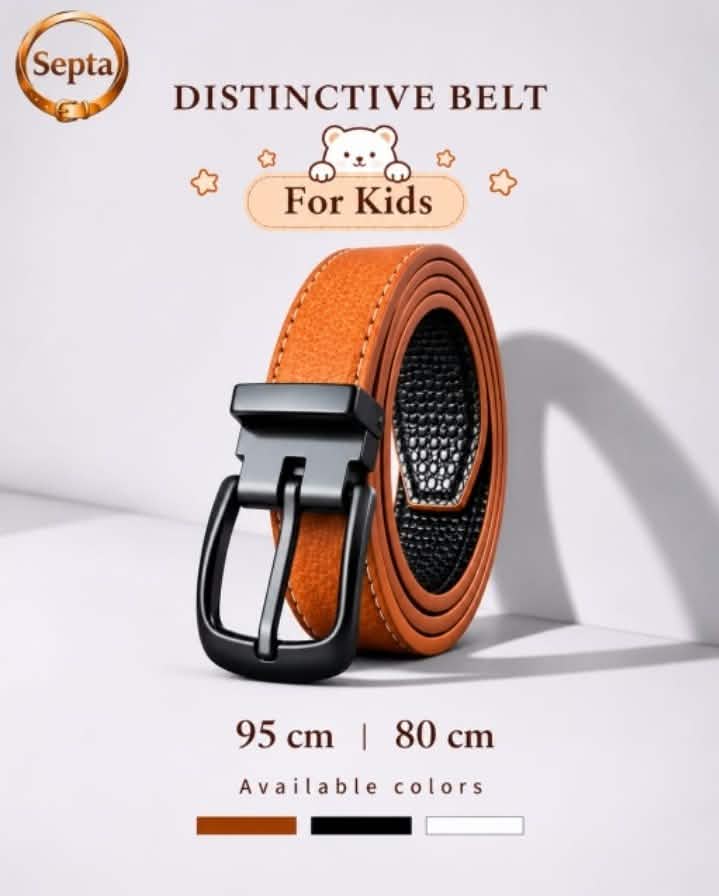 Septa
DISTINCTIVE BELT
For Kids
95 cm | 80 cm
Available colors